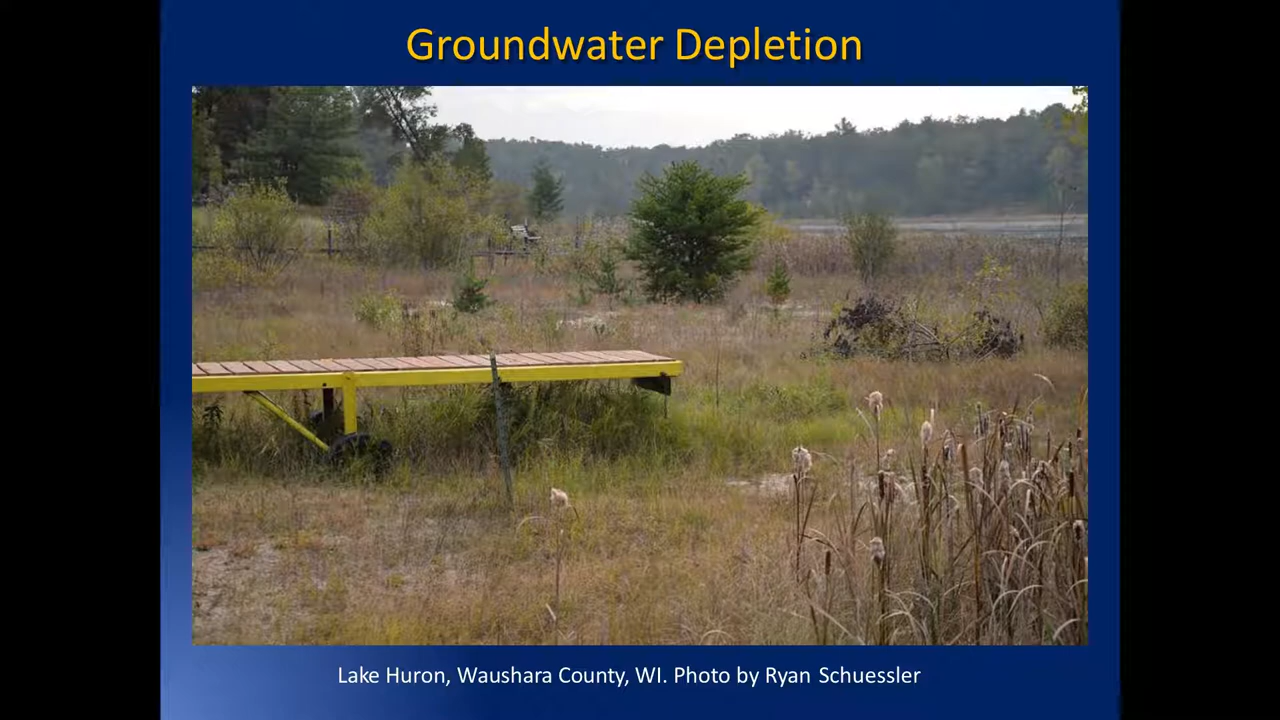 Groundwater Depletion
Lake Huron, Waushara County, WI. Photo by Ryan Schuessler